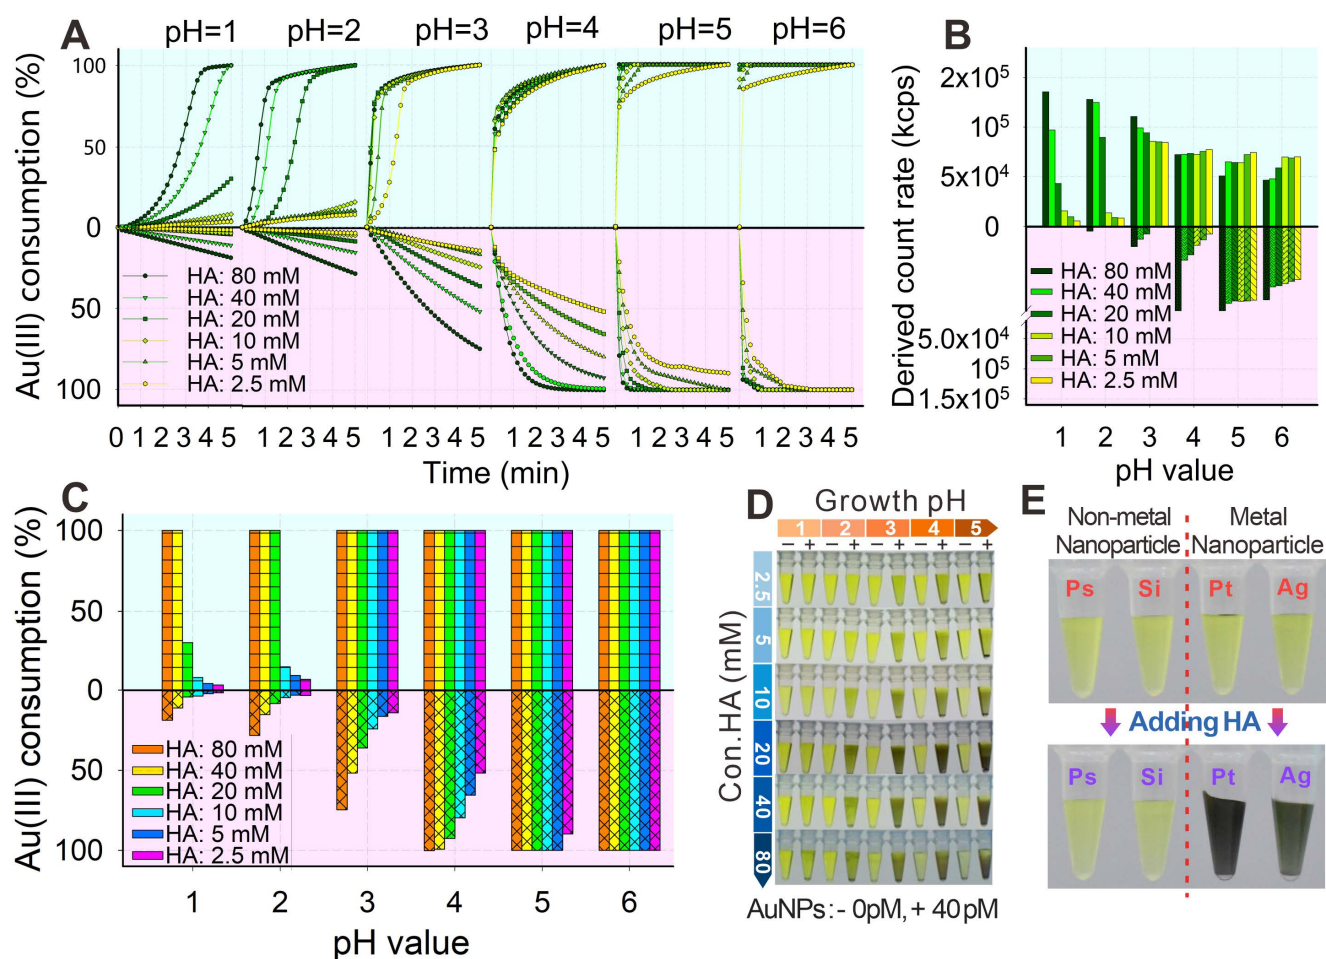 A
pH=1 pH=2 pH=3 pH=4 pH=5 pH=6
Au(III) consumption (%)
100
50
0
50
100
HA: 80 mM
HA: 40 mM
HA: 20 mM
HA: 10 mM
HA: 5 mM
HA: 2.5 mM
0 1 2 3 4 5 1 2 3 4 5 1 2 3 4 5 1 2 3 4 5 1 2 3 4 5 1 2 3 4 5
Time (min)
B
Derived count rate (kcps)
2x10⁵
10⁵
5x10⁴
0
5.0x10⁴
10⁵
1.5x10⁵
HA: 80 mM
HA: 40 mM
HA: 20 mM
HA: 10 mM
HA: 5 mM
HA: 2.5 mM
1 2 3 4 5 6
pH value
C
Au(III) consumption (%)
100
50
0
50
100
HA: 80 mM
HA: 40 mM
HA: 20 mM
HA: 10 mM
HA: 5 mM
HA: 2.5 mM
1 2 3 4 5 6
pH value
D
Growth pH
1 2 3 4 5
− + − + − + − + − +
Con.HA (mM)
2.5
5
10
20
40
80
AuNPs:- 0pM, + 40pM
E
Non-metal
Nanoparticle
Metal
Nanoparticle
Ps Si Pt Ag
Adding HA
Ps Si Pt Ag